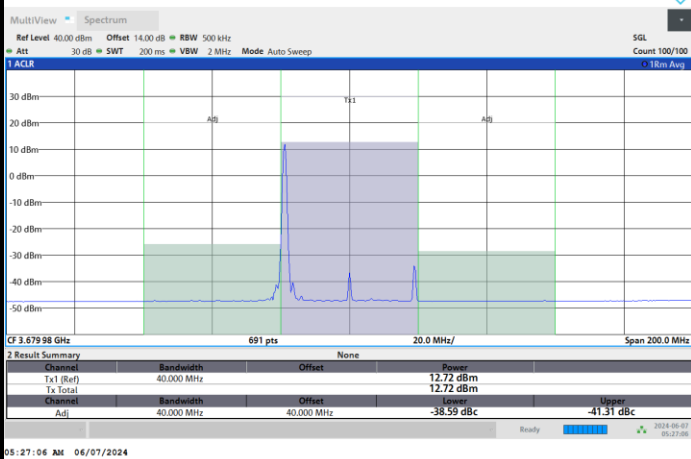 MultiView Spectrum
Ref Level 40.00 dBm Offset 14.00 dB RBW 500 kHz SGL
Att 30 dB SWT 200 ms VBW 2 MHz Mode Auto Sweep Count 100/100
1 ACLR 1Rm Avg
30 dBm
Tx1
20 dBm
Adj Adj
10 dBm
0 dBm
-10 dBm
-20 dBm
-30 dBm
-40 dBm
-50 dBm
CF 3.679 98 GHz 691 pts 20.0 MHz/ Span 200.0 MHz
2 Result Summary None
Channel Bandwidth Offset Power
Tx1 (Ref) 40.000 MHz 12.72 dBm
Tx Total 12.72 dBm
Channel Bandwidth Offset Lower Upper
Adj 40.000 MHz 40.000 MHz -38.59 dBc -41.31 dBc
Ready 2024-06-07
05:27:06
05:27:06 AM 06/07/2024